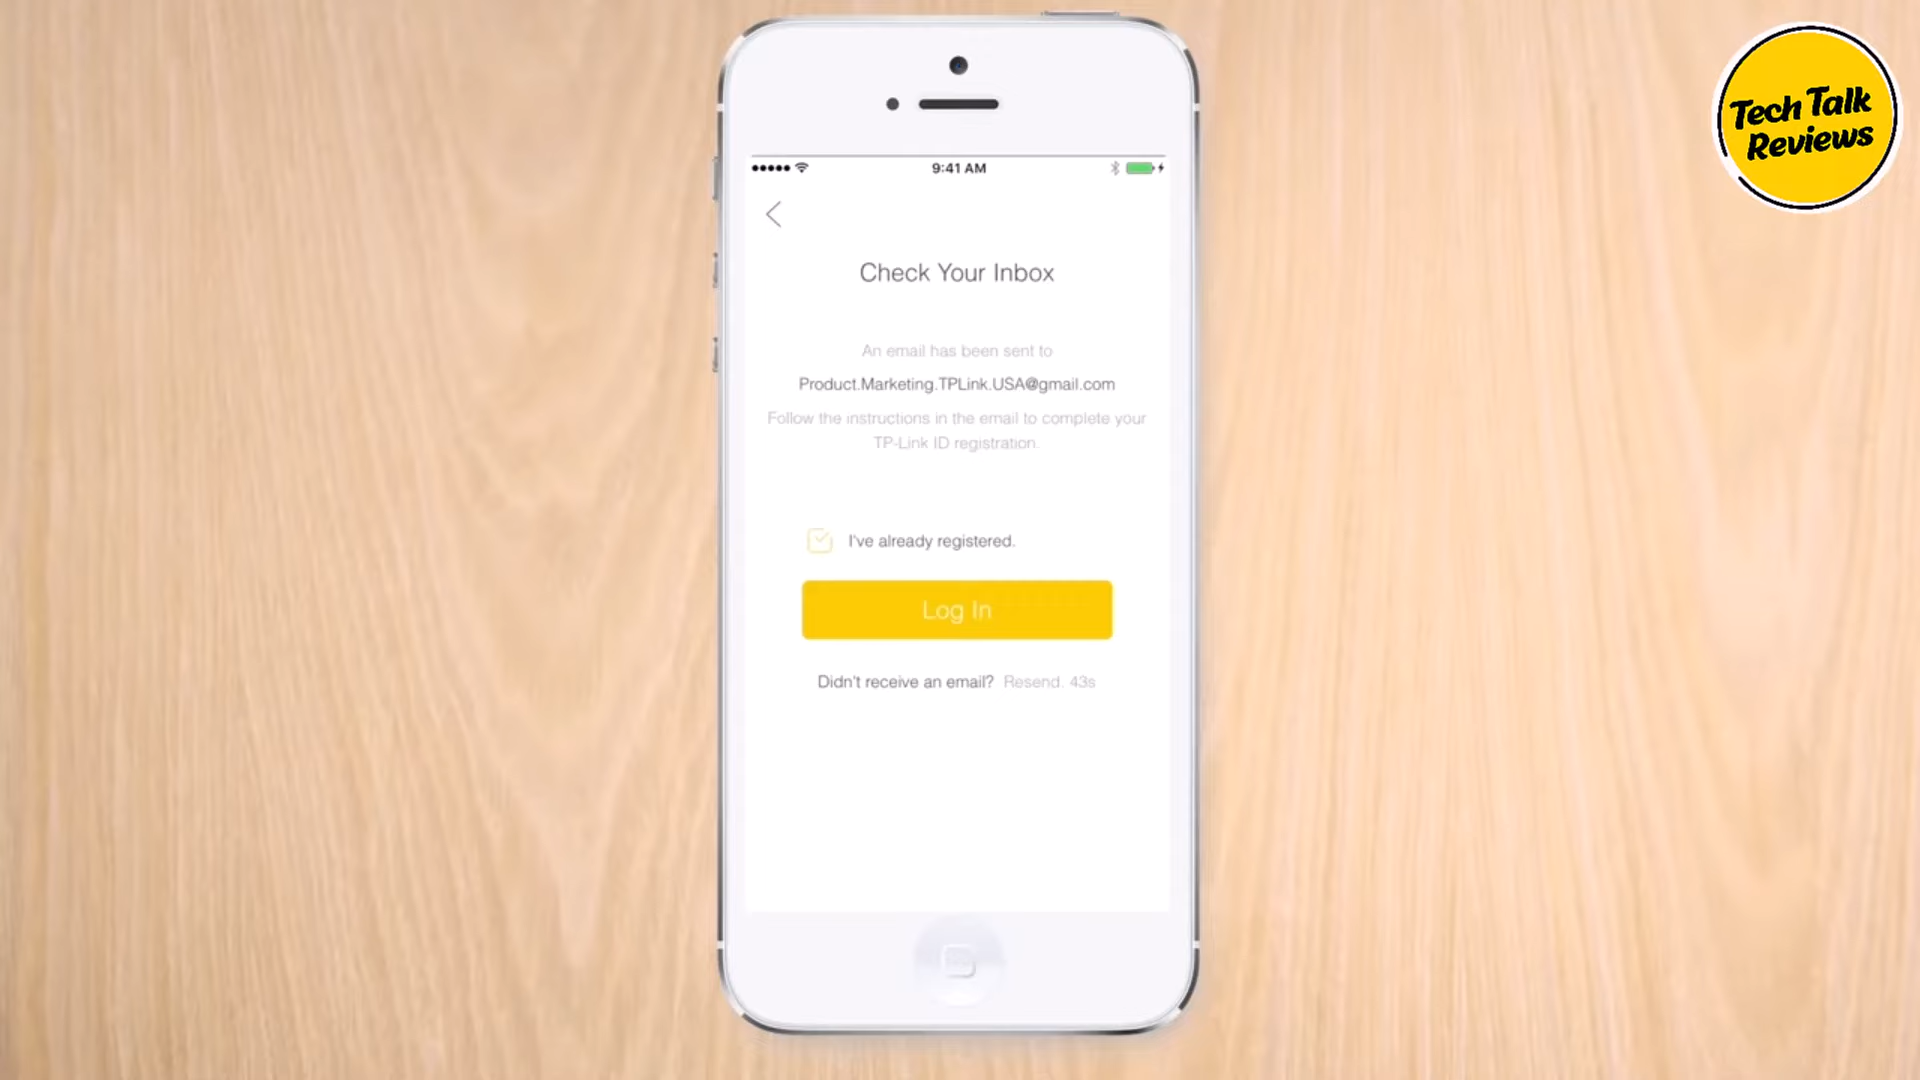 Tech Talk
Reviews
9:41 AM
Check Your Inbox
An email has been sent to
Product.Marketing.TPLink.USA@gmail.com
Follow the instructions in the email to complete your
TP-Link ID registration.
I've already registered.
Log In
Didn't receive an email? Resend. 43s